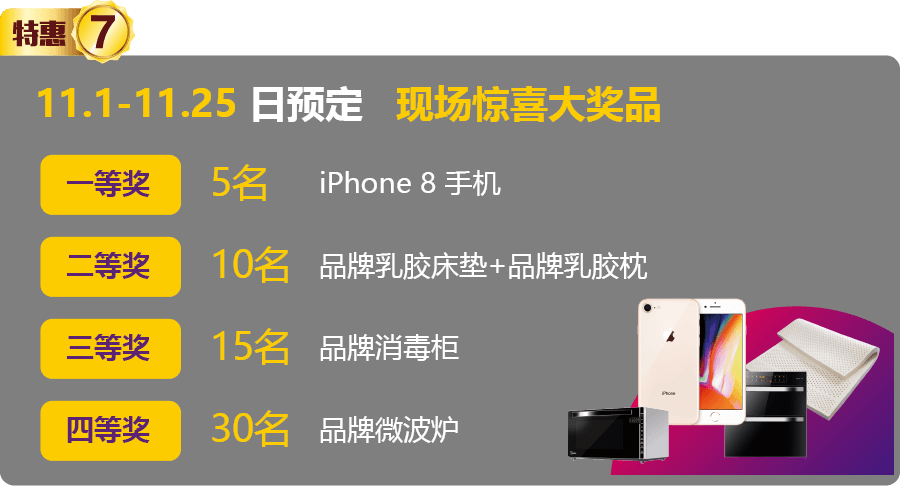 特惠 7
11.1-11.25 日预定 现场惊喜大奖品
一等奖 5名 iPhone 8 手机
二等奖 10名 品牌乳胶床垫+品牌乳胶枕
三等奖 15名 品牌消毒柜
四等奖 30名 品牌微波炉
iPhone